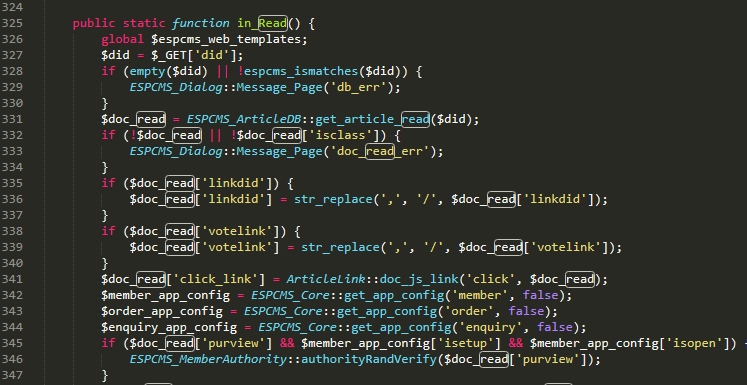 324
325 public static function in_Read() {
326 global $espcms_web_templates;
327 $did = $_GET['did'];
328 if (empty($did) || !espcms_ismatches($did)) {
329 ESPCMS_Dialog::Message_Page('db_err');
330 }
331 $doc_read = ESPCMS_ArticleDB::get_article_read($did);
332 if (!$doc_read || !$doc_read['isclass']) {
333 ESPCMS_Dialog::Message_Page('doc_read_err');
334 }
335 if ($doc_read['linkdid']) {
336 $doc_read['linkdid'] = str_replace(',', '/', $doc_read['linkdid']);
337 }
338 if ($doc_read['votelink']) {
339 $doc_read['votelink'] = str_replace(',', '/', $doc_read['votelink']);
340 }
341 $doc_read['click_link'] = ArticleLink::doc_js_link('click', $doc_read);
342 $member_app_config = ESPCMS_Core::get_app_config('member', false);
343 $order_app_config = ESPCMS_Core::get_app_config('order', false);
344 $enquiry_app_config = ESPCMS_Core::get_app_config('enquiry', false);
345 if ($doc_read['purview'] && $member_app_config['isetup'] && $member_app_config['isopen']) {
346 ESPCMS_MemberAuthority::authorityRandVerify($doc_read['purview']);
347 }